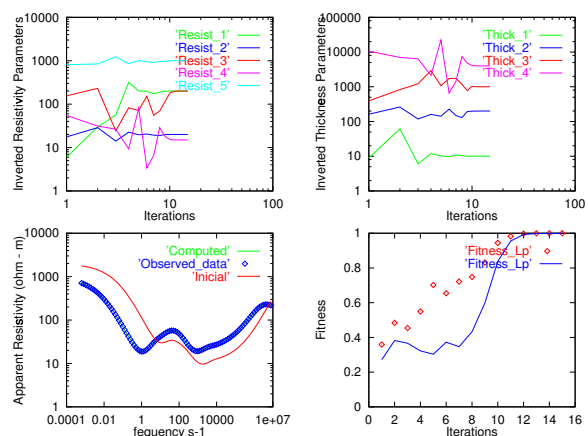 Inverted Resistivity Parameters
10000
1000
100
10
1
'Resist_1'
'Resist_2'
'Resist_3'
'Resist_4'
'Resist_5'
1
10
100
Iterations
Inverted Thickness Parameters
100000
10000
1000
100
10
1
'Thick_1'
'Thick_2'
'Thick_3'
'Thick_4'
1
10
100
Iterations
Apparent Resistivity (ohm - m)
10000
1000
100
10
1
'Computed'
'Observed_data'
'Inicial'
0.0001
1
100
10000
1e+07
fequency s-1
Fitness
1
0.8
0.6
0.4
0.2
0
'Fitness_Lp'
'Fitness_Lp'
0 2 4 6 8 10 12 14 16
Iterations